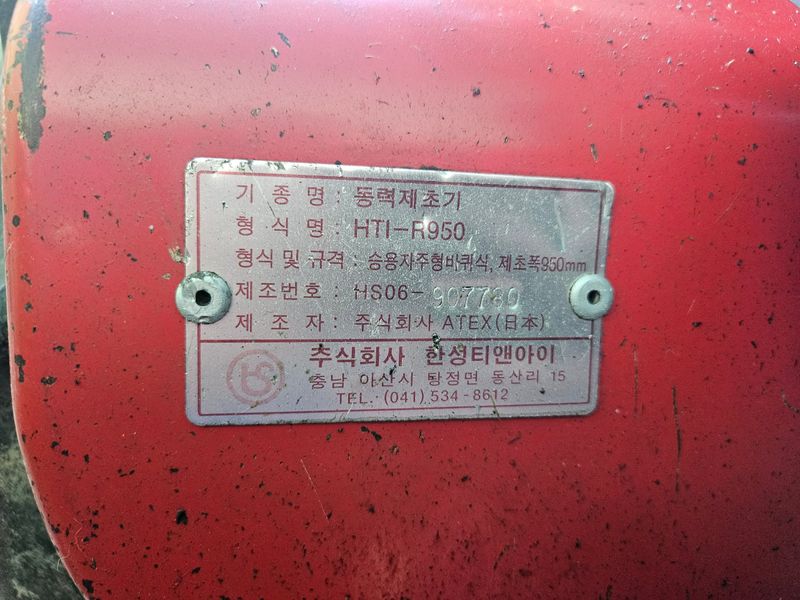 기 종 명 : 동력제초기
형 식 명 : HTI-R950
형식 및 규격 : 승용자주형바퀴식, 제초폭950mm
제조번호 : HS06-907780
제 조 자 : 주식회사 ATEX(日本)
HS
주식회사 한성티앤아이
충남 아산시 탕정면 동산리 15
TEL. (041) 534-8612